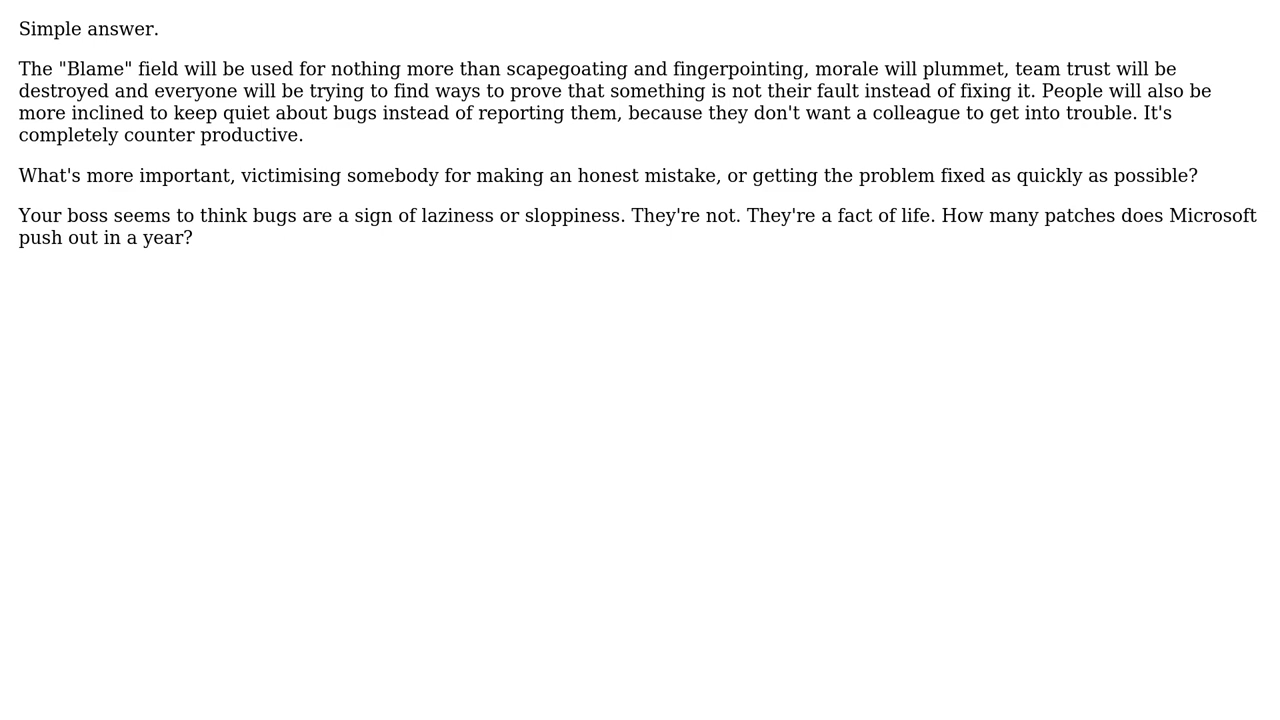 Simple answer.
The "Blame" field will be used for nothing more than scapegoating and fingerpointing, morale will plummet, team trust will be
destroyed and everyone will be trying to find ways to prove that something is not their fault instead of fixing it. People will also be
more inclined to keep quiet about bugs instead of reporting them, because they don't want a colleague to get into trouble. It's
completely counter productive.
What's more important, victimising somebody for making an honest mistake, or getting the problem fixed as quickly as possible?
Your boss seems to think bugs are a sign of laziness or sloppiness. They're not. They're a fact of life. How many patches does Microsoft
push out in a year?